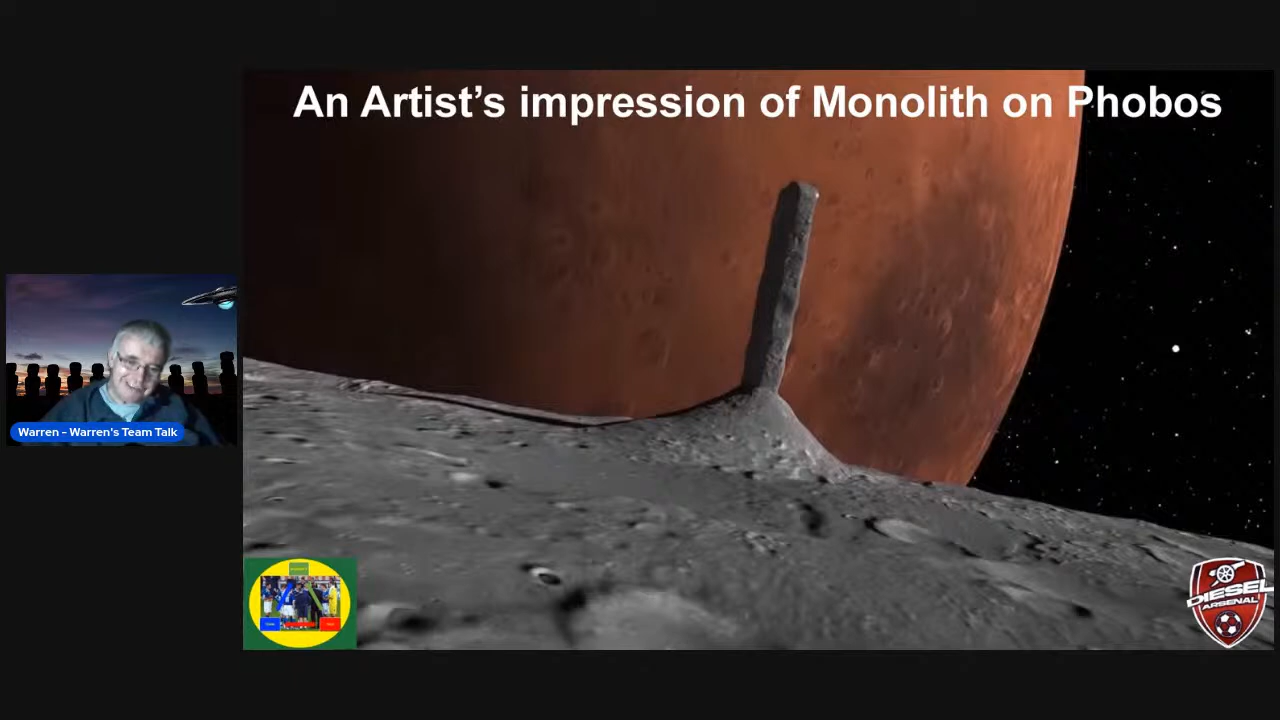 An Artist's impression of Monolith on Phobos
Warren – Warren's Team Talk
DIESEL
ARSENAL